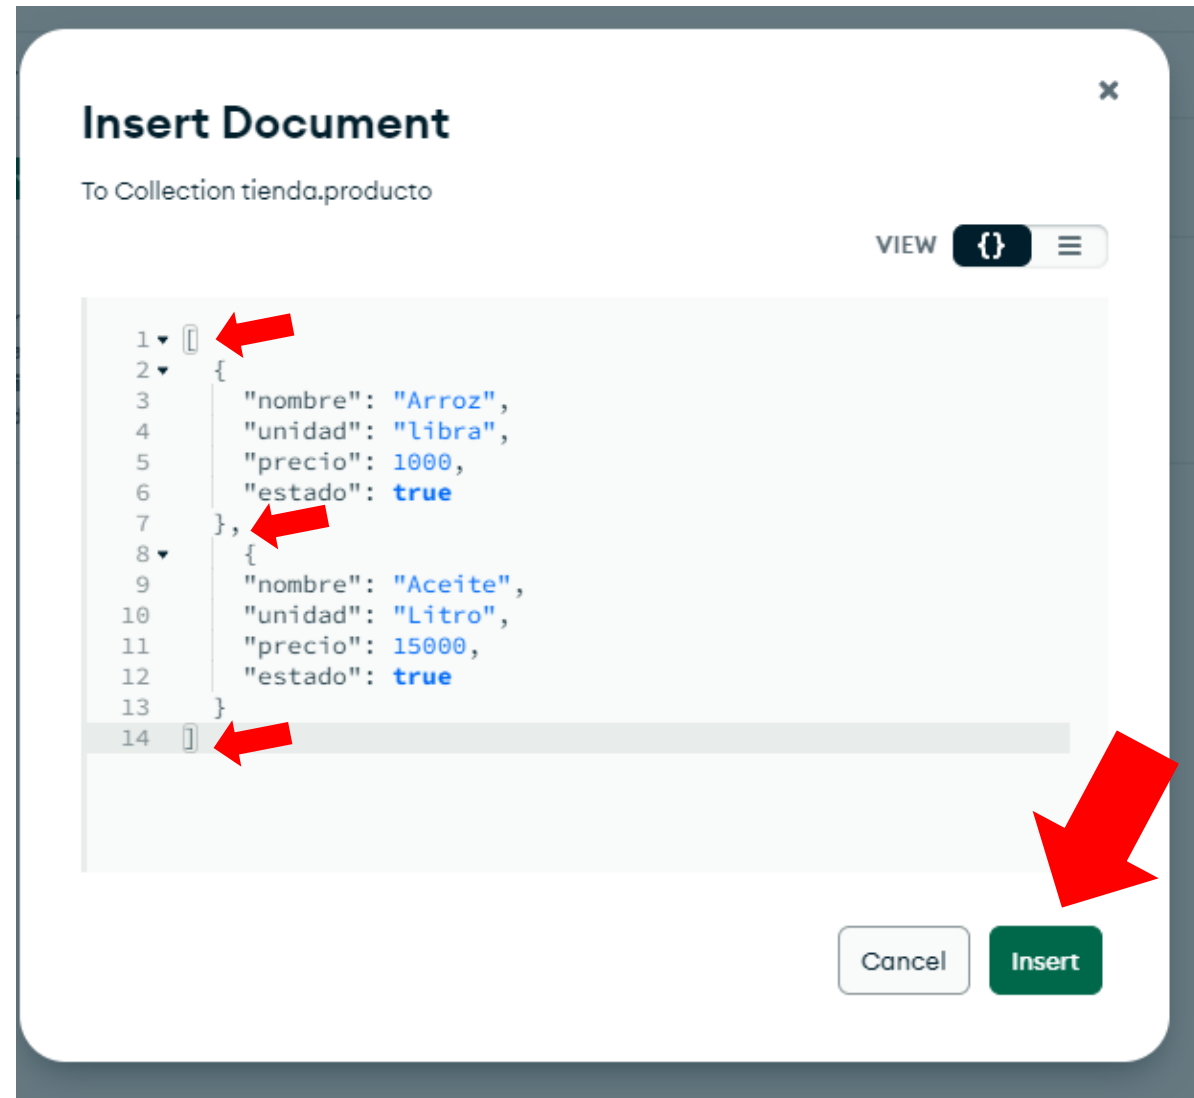 Insert Document
To Collection tienda.producto
VIEW {}
1 [
2 {
3 "nombre": "Arroz",
4 "unidad": "libra",
5 "precio": 1000,
6 "estado": true
7 },
8 {
9 "nombre": "Aceite",
10 "unidad": "Litro",
11 "precio": 15000,
12 "estado": true
13 }
14 ]
Cancel Insert